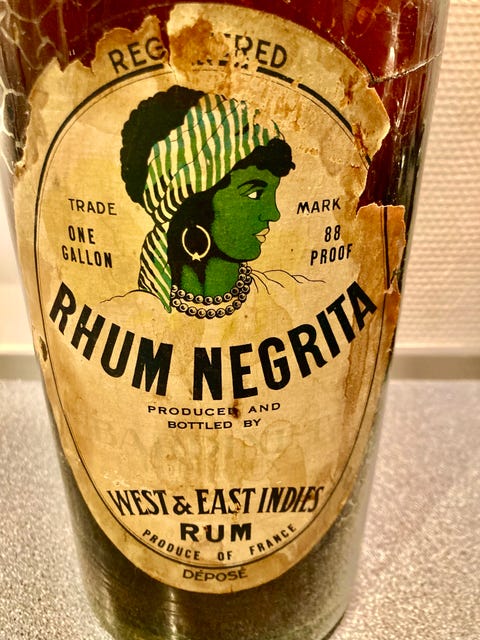 TRADE
MARK
ONE
GALLON
88
PROOF
RHUM NEGRITA
PRODUCED AND
BOTTLED BY
WEST & EAST INDIES
RUM
PRODUCE OF FRANCE
DÉPOSÉ